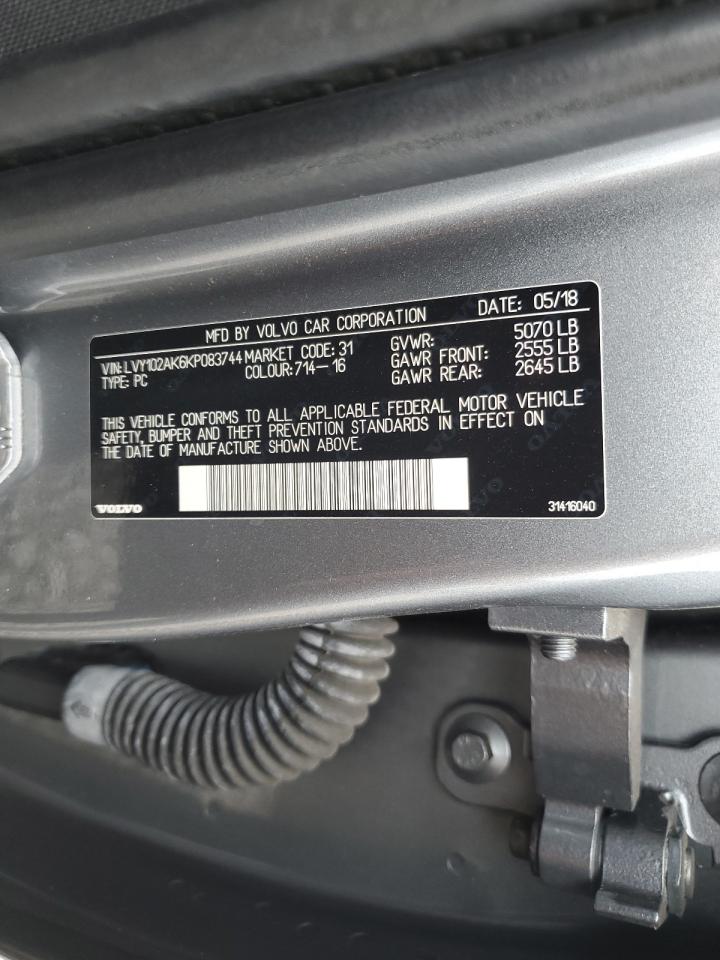 MFD BY VOLVO CAR CORPORATION DATE: 05/18
VIN: LVY102AK6KP083744 MARKET CODE: 31 GVWR: 5070 LB
TYPE: PC COLOUR: 714-16 GAWR FRONT: 2555 LB
GAWR REAR: 2645 LB
THIS VEHICLE CONFORMS TO ALL APPLICABLE FEDERAL MOTOR VEHICLE
SAFETY, BUMPER AND THEFT PREVENTION STANDARDS IN EFFECT ON
THE DATE OF MANUFACTURE SHOWN ABOVE.
VOLVO 31416040